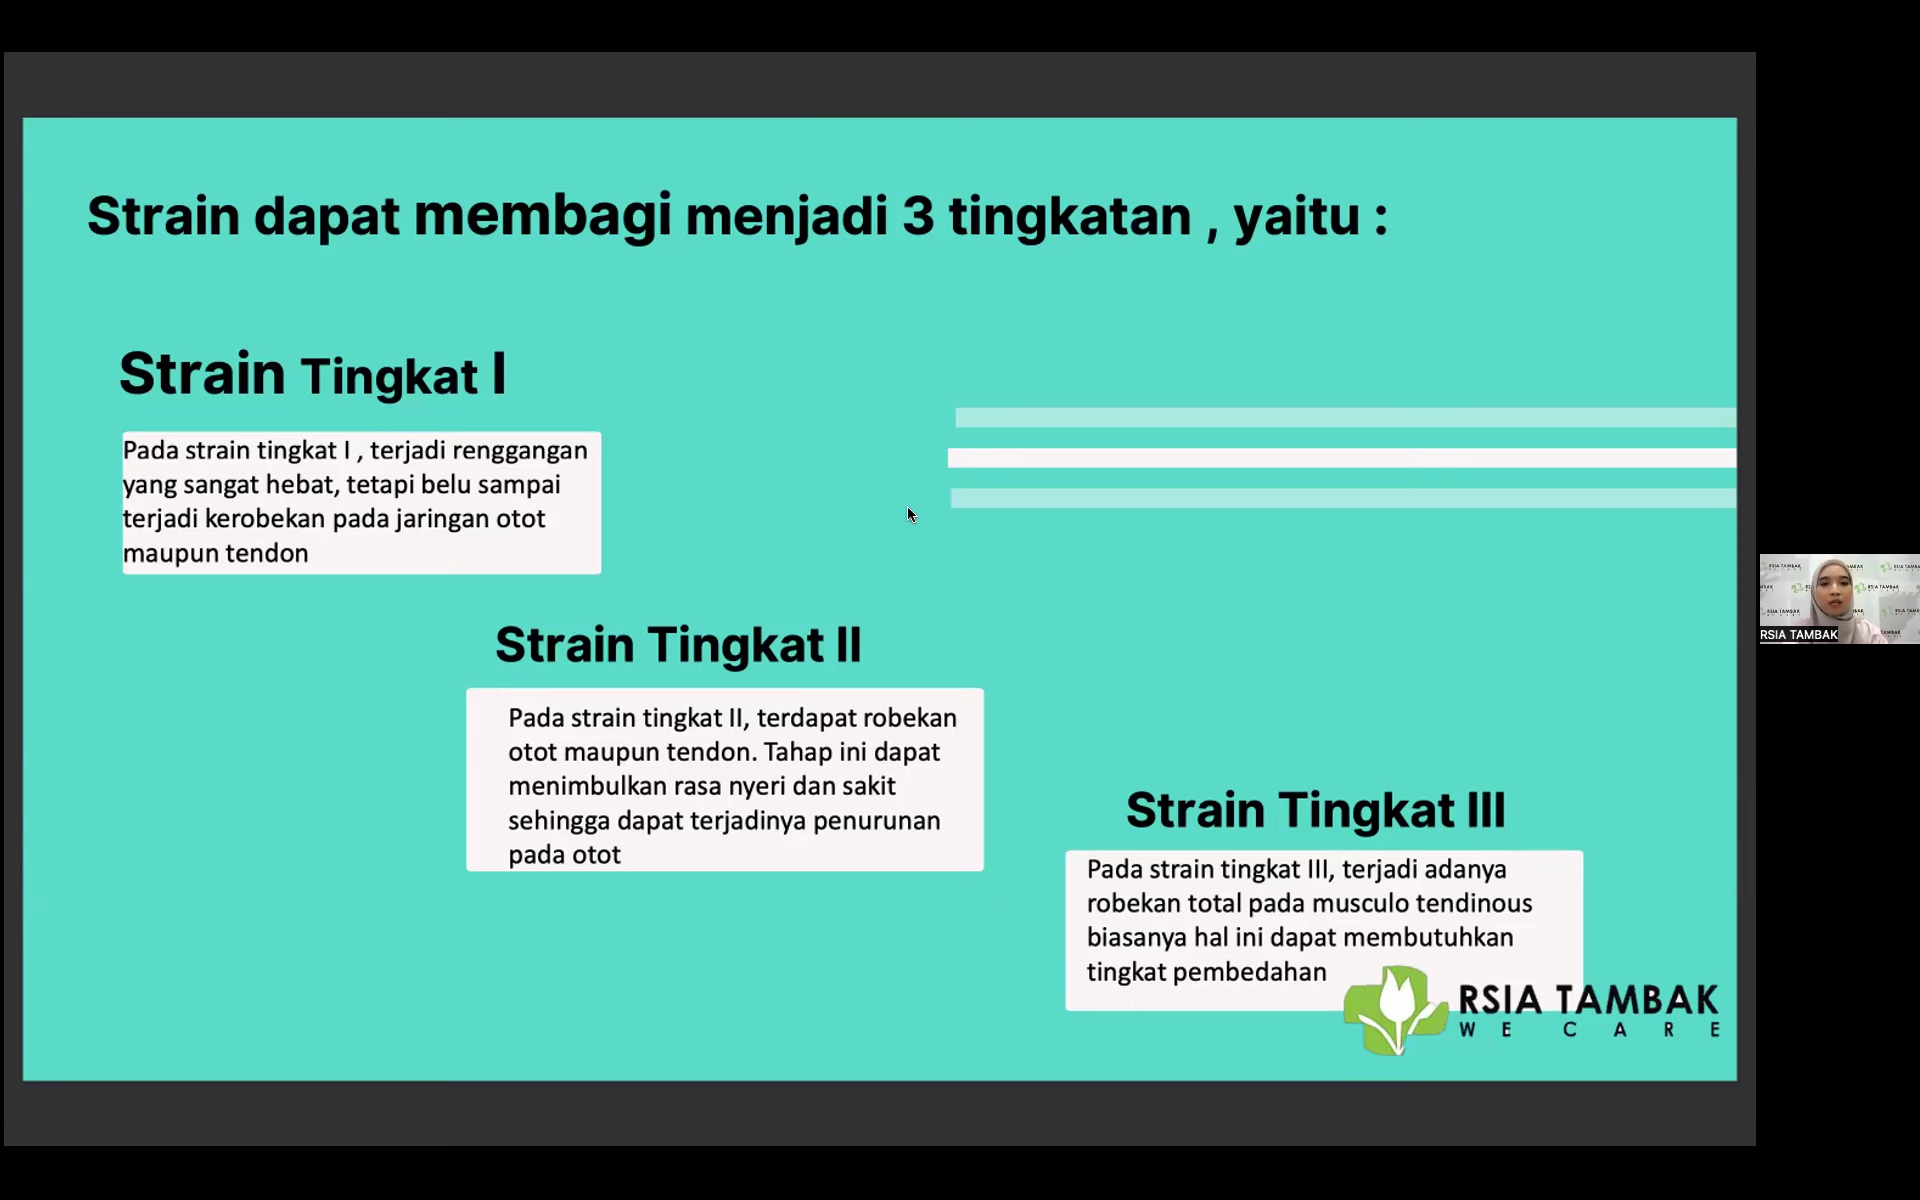 Strain dapat membagi menjadi 3 tingkatan , yaitu :
Strain Tingkat I
Pada strain tingkat I , terjadi renggangan
yang sangat hebat, tetapi belu sampai
terjadi kerobekan pada jaringan otot
maupun tendon
Strain Tingkat II
Pada strain tingkat II, terdapat robekan
otot maupun tendon. Tahap ini dapat
menimbulkan rasa nyeri dan sakit
sehingga dapat terjadinya penurunan
pada otot
Strain Tingkat III
Pada strain tingkat III, terjadi adanya
robekan total pada musculo tendinous
biasanya hal ini dapat membutuhkan
tingkat pembedahan
RSIA TAMBAK
WE CARE
RSIA TAMBAK